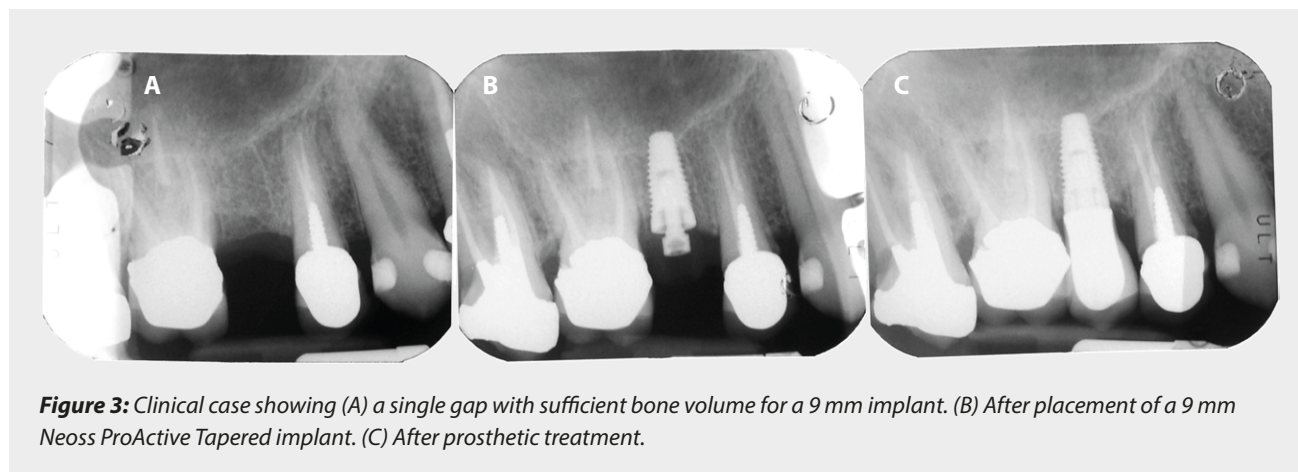 A
B
C
ULT
Figure 3: Clinical case showing (A) a single gap with sufficient bone volume for a 9 mm implant. (B) After placement of a 9 mm
Neoss ProActive Tapered implant. (C) After prosthetic treatment.